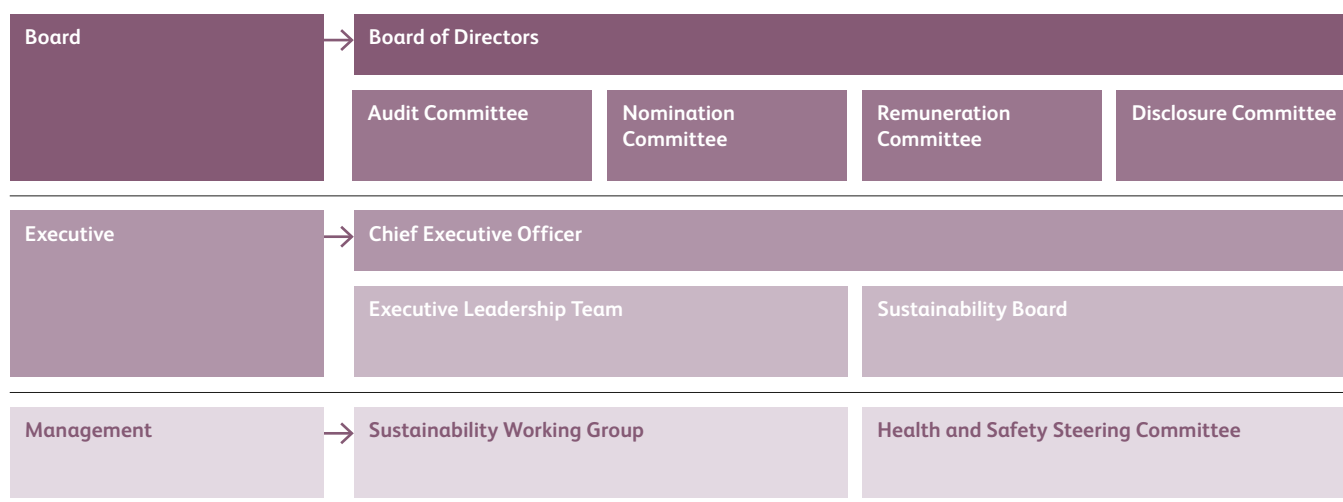 Board
Board of Directors
Audit Committee
Nomination
Committee
Remuneration
Committee
Disclosure Committee
Executive
Chief Executive Officer
Executive Leadership Team
Sustainability Board
Management
Sustainability Working Group
Health and Safety Steering Committee